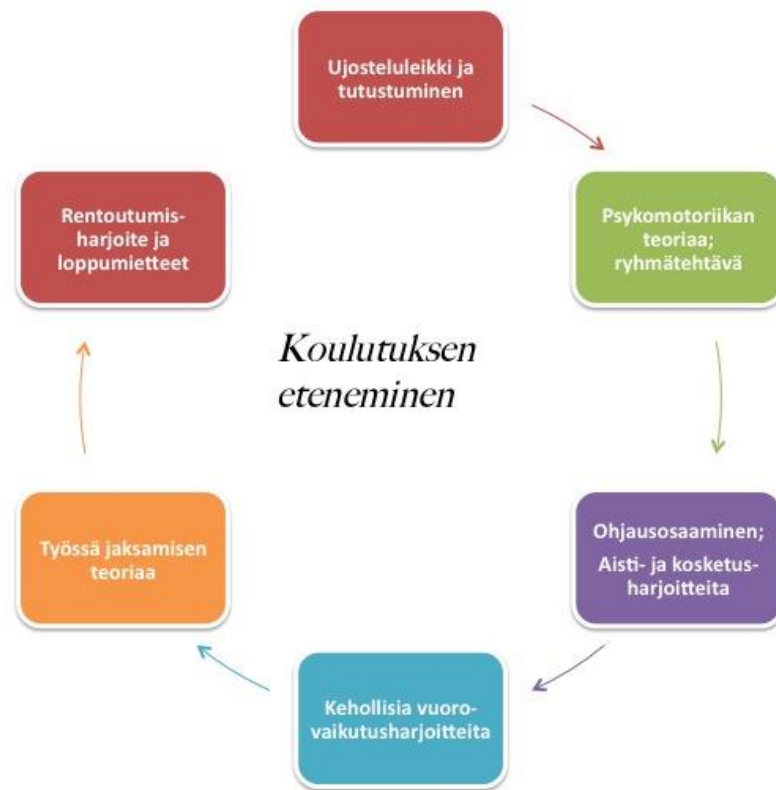 Ujosteluleikki ja
tutustuminen
Psykomotoriikan
teoriaa;
ryhmätehtävä
Ohjausosaaminen;
Aisti- ja kosketus-
harjoitteita
Kehollisia vuoro-
vaikutusharjoitteita
Työssä jaksamisen
teoriaa
Rentoutumis-
harjoite ja
loppumietteet
Koulutuksen
eteneminen